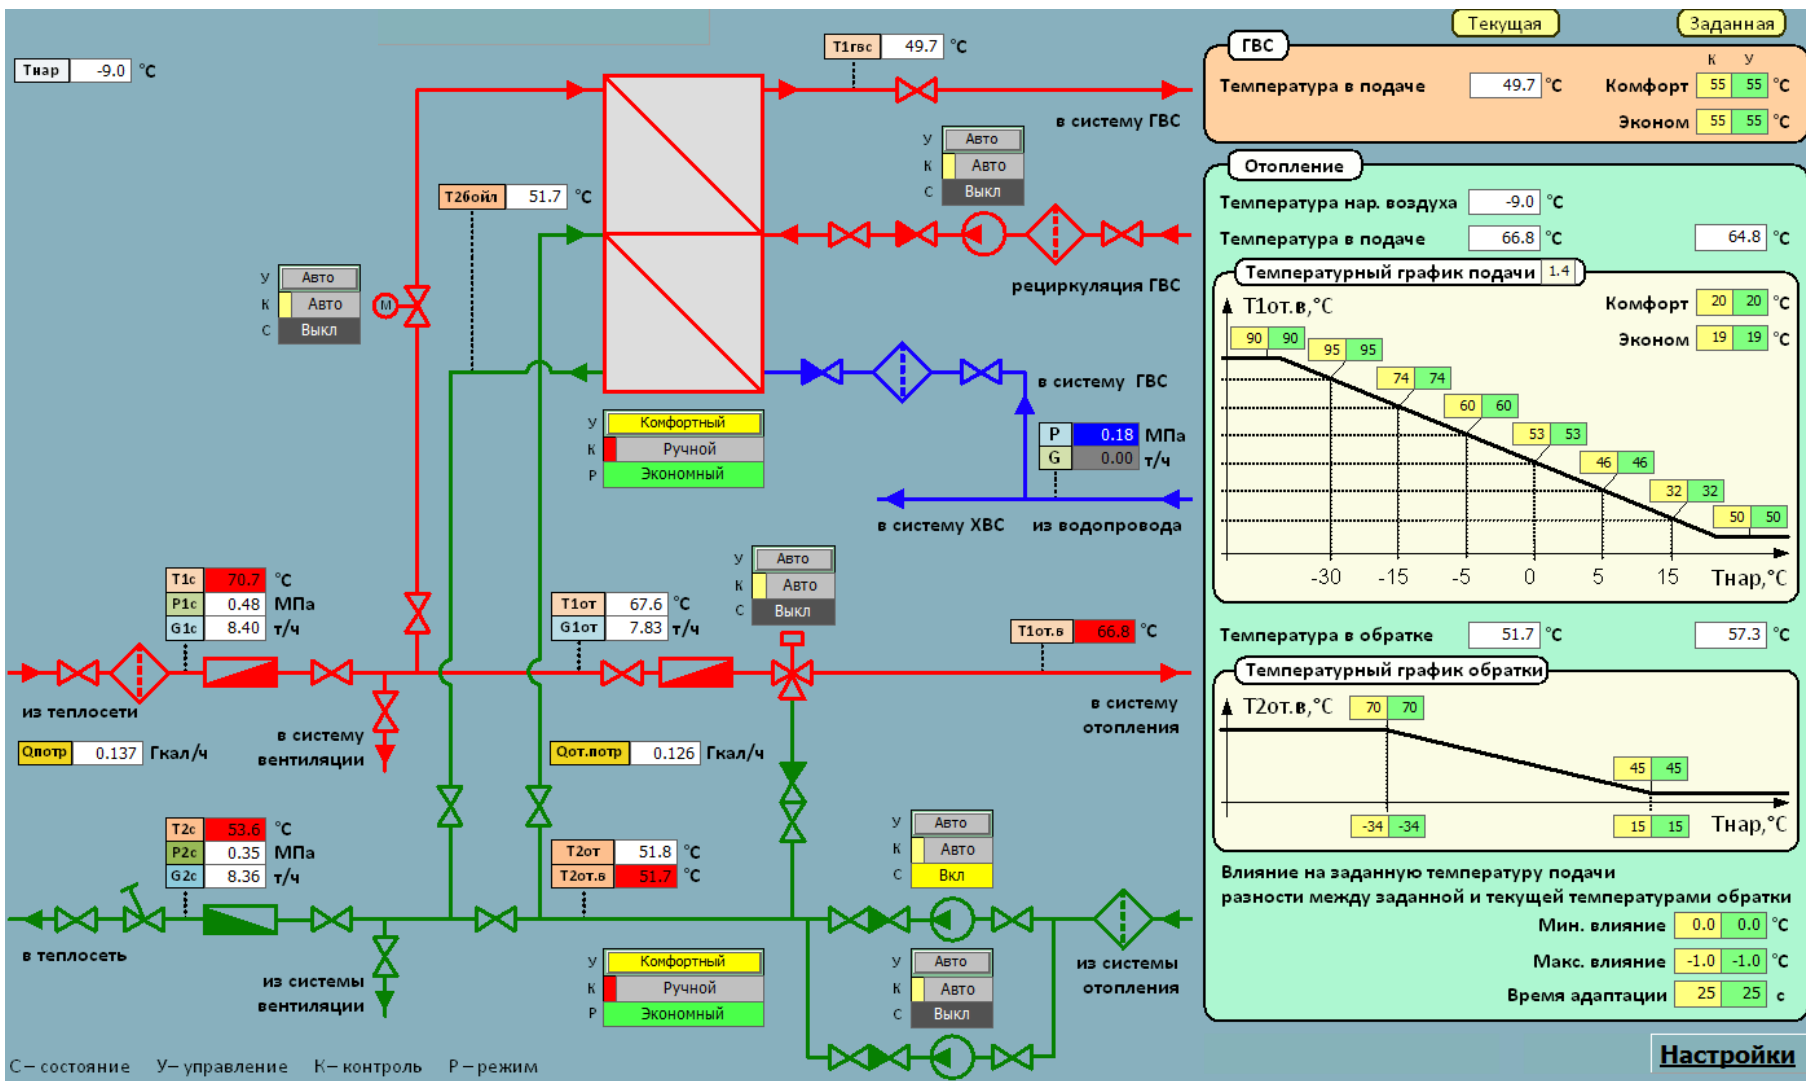 Текущая
Заданная
Тнар -9.0 °C
Т1гвс 49.7 °C
в систему ГВС
У Авто
К Авто
С Выкл
Т2бойл 51.7 °C
рециркуляция ГВС
У Авто
К Авто
С Выкл
М
в систему ГВС
У Комфортный
К Ручной
Р Экономный
P 0.18 МПа
G 0.00 т/ч
в систему ХВС
из водопровода
У Авто
К Авто
С Выкл
Т1с 70.7 °C
P1с 0.48 МПа
G1с 8.40 т/ч
Т1от 67.6 °C
G1от 7.83 т/ч
Т1от.в 66.8 °C
из теплосети
в систему
вентиляции
в систему
отопления
Qпотр 0.137 Гкал/ч
Qот.потр 0.126 Гкал/ч
Т2с 53.6 °C
P2с 0.35 МПа
G2с 8.36 т/ч
Т2от 51.8 °C
Т2от.в 51.7 °C
У Авто
К Авто
С Вкл
в теплосеть
из системы
вентиляции
У Комфортный
К Ручной
Р Экономный
У Авто
К Авто
С Выкл
из системы
отопления
С – состояние У – управление К – контроль Р – режим
ГВС
К У
Температура в подаче 49.7 °C Комфорт 55 55 °C
Эконом 55 55 °C
Отопление
Температура нар. воздуха -9.0 °C
Температура в подаче 66.8 °C 64.8 °C
Температурный график подачи 1.4
Т1от.в,°C
Комфорт 20 20 °C
Эконом 19 19 °C
90 90
95 95
74 74
60 60
53 53
46 46
32 32
50 50
-30 -15 -5 0 5 15 Тнар,°C
Температура в обратке 51.7 °C 57.3 °C
Температурный график обратки
Т2от.в,°C
70 70
45 45
-34 -34
15 15
Тнар,°C
Влияние на заданную температуру подачи
разности между заданной и текущей температурами обратки
Мин. влияние 0.0 0.0 °C
Макс. влияние -1.0 -1.0 °C
Время адаптации 25 25 с
Настройки